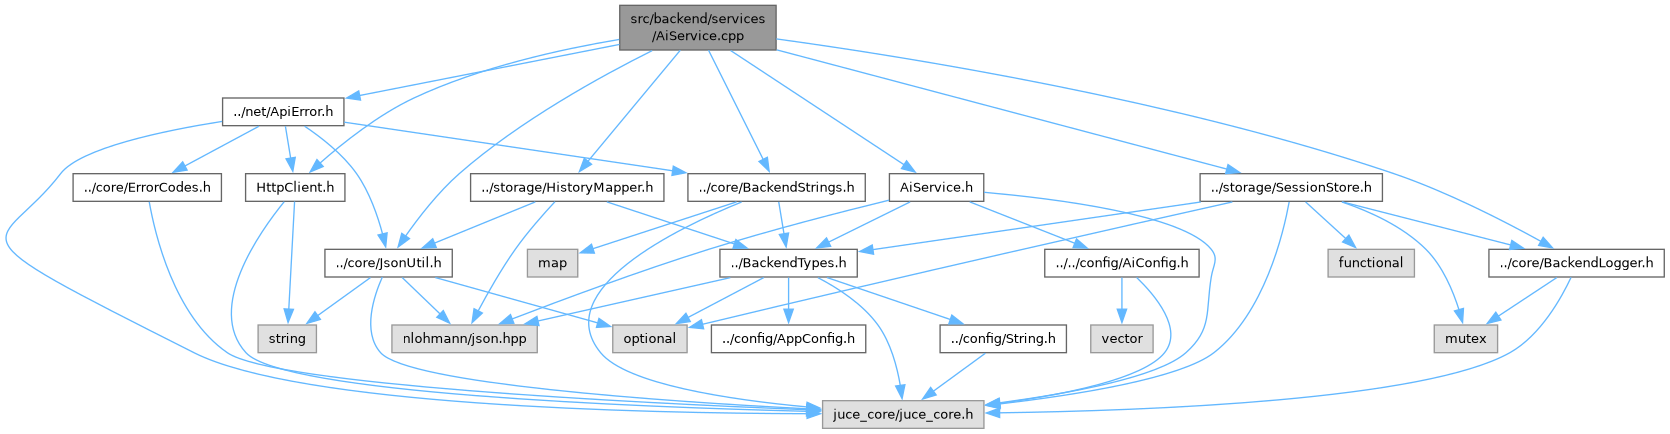 src/backend/services
/AiService.cpp
../net/ApiError.h
../core/ErrorCodes.h
HttpClient.h
../storage/HistoryMapper.h
../core/BackendStrings.h
AiService.h
../storage/SessionStore.h
../core/JsonUtil.h
map
../BackendTypes.h
../../config/AiConfig.h
functional
../core/BackendLogger.h
string
nlohmann/json.hpp
optional
../config/AppConfig.h
../config/String.h
vector
mutex
juce_core/juce_core.h